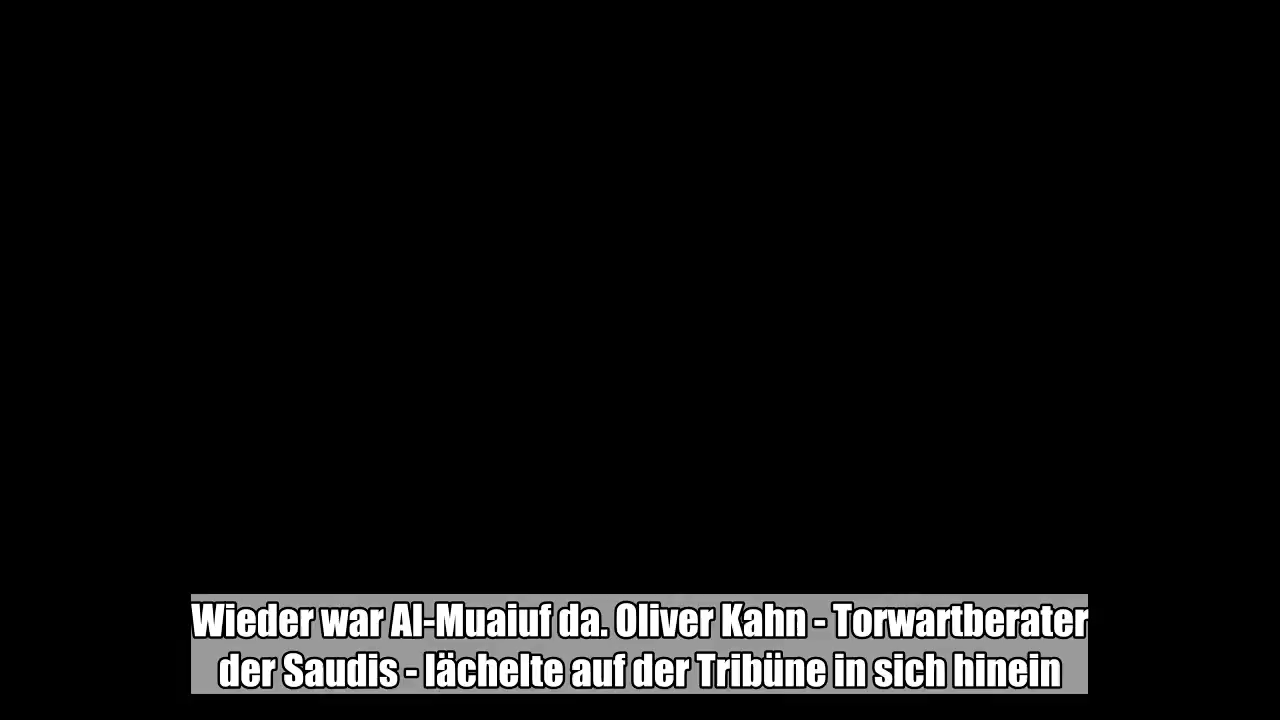 Wieder war Al-Muaiuf da. Oliver Kahn - Torwartberater
der Saudis - lächelte auf der Tribüne in sich hinein